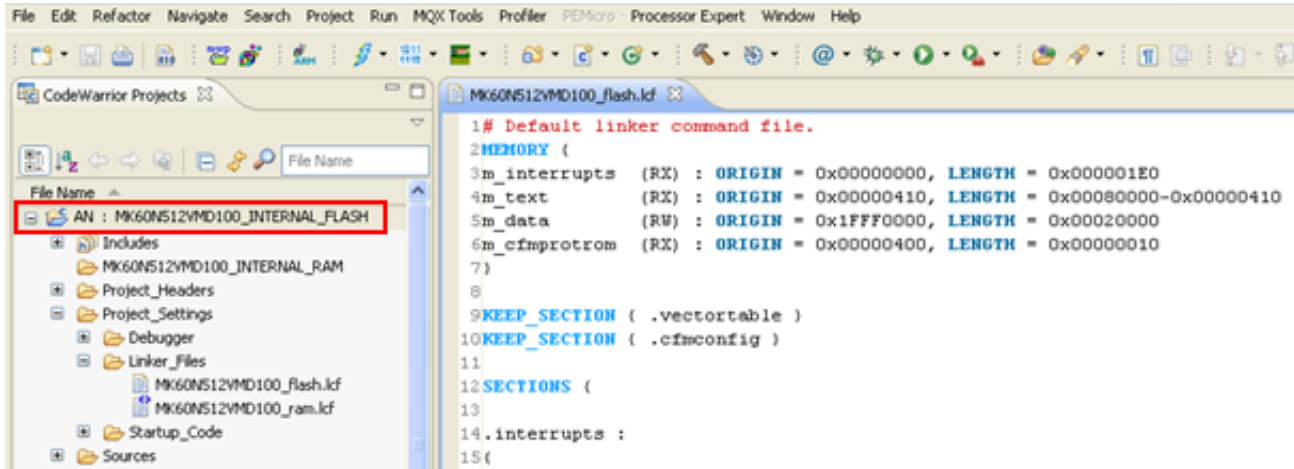 File Edit Refactor Navigate Search Project Run MQX Tools Profiler PEMicro Processor Expert Window Help
ARM
CodeWarrior Projects
File Name
File Name
AN : MK60N512VMD100_INTERNAL_FLASH
Includes
MK60N512VMD100_INTERNAL_RAM
Project_Headers
Project_Settings
Debugger
Linker_Files
MK60N512VMD100_flash.lcf
MK60N512VMD100_ram.lcf
Startup_Code
Sources
MK60N512VMD100_flash.lcf
1# Default linker command file.
2MEMORY {
3m_interrupts (RX) : ORIGIN = 0x00000000, LENGTH = 0x000001E0
4m_text (RX) : ORIGIN = 0x00000410, LENGTH = 0x00080000-0x00000410
5m_data (RW) : ORIGIN = 0x1FFF0000, LENGTH = 0x00020000
6m_cfmprotrom (RX) : ORIGIN = 0x00000400, LENGTH = 0x00000010
7}
8
9KEEP_SECTION { .vectortable }
10KEEP_SECTION { .cfmconfig }
11
12SECTIONS {
13
14.interrupts :
15{